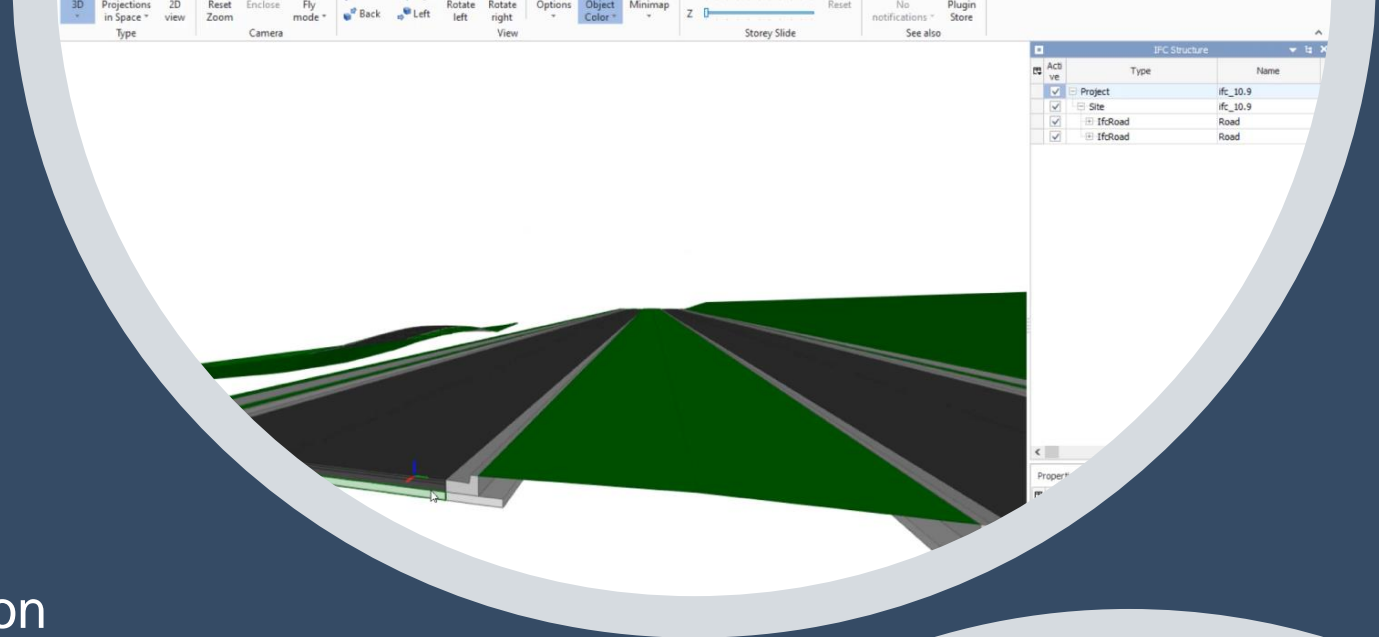 3D
Projections
in Space
2D
view
Type
Reset
Zoom
Enclose
Fly
mode
Camera
Back
Left
Rotate
left
Rotate
right
Options
Object
Color
Minimap
View
Z
Reset
Storey Slide
No
notifications
Plugin
Store
See also
IFC Structure
Acti
ve
Type
Name
Project
ifc_10.9
Site
ifc_10.9
IfcRoad
Road
IfcRoad
Road
Properti
on